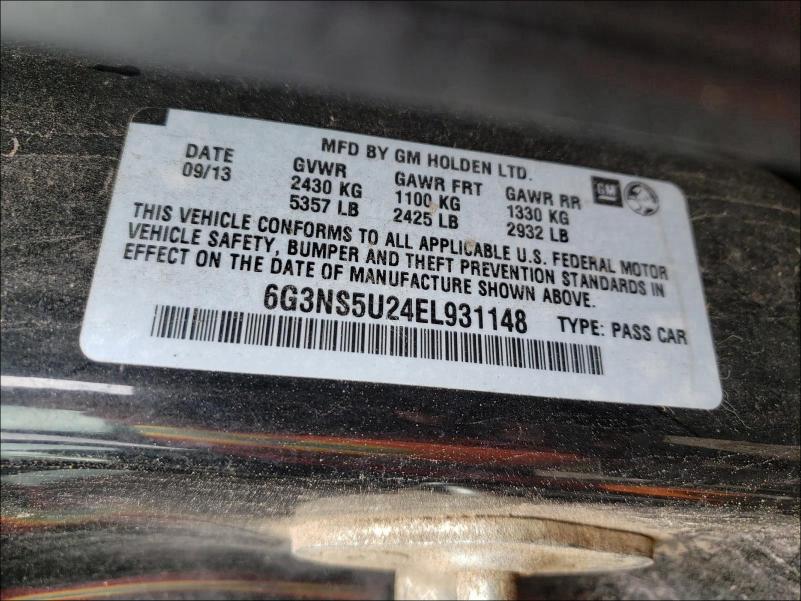 MFD BY GM HOLDEN LTD.
DATE GVWR GAWR FRT GAWR RR GM
09/13 2430 KG 1100 KG 1330 KG
5357 LB 2425 LB 2932 LB
THIS VEHICLE CONFORMS TO ALL APPLICABLE U.S. FEDERAL MOTOR
VEHICLE SAFETY, BUMPER AND THEFT PREVENTION STANDARDS IN
EFFECT ON THE DATE OF MANUFACTURE SHOWN ABOVE.
6G3NS5U24EL931148 TYPE: PASS CAR